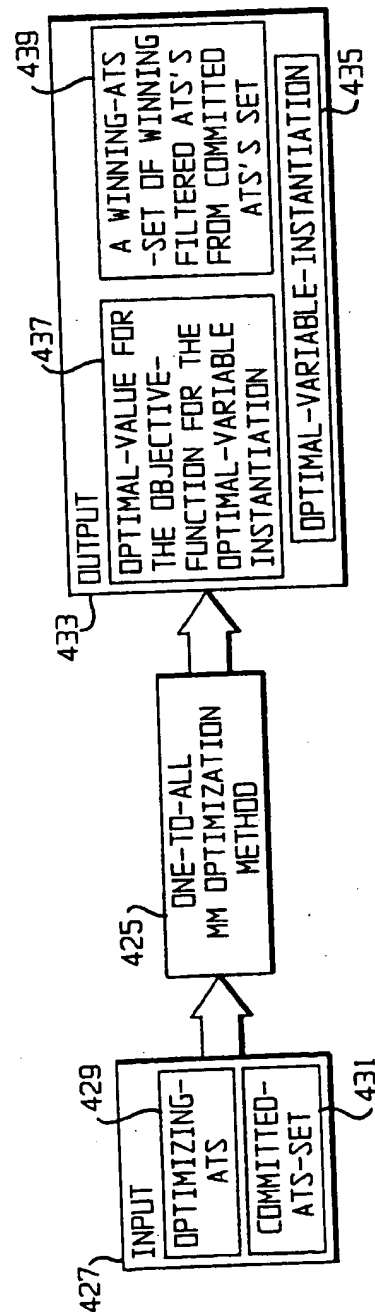 427
INPUT
429
OPTIMIZING-
ATS
COMMITTED-
ATS-SET
431
425
ONE-TO-ALL
MM OPTIMIZATION
METHOD
433
OUTPUT
437
OPTIMAL-VALUE FOR
THE OBJECTIVE-
FUNCTION FOR THE
OPTIMAL-VARIABLE
INSTANTIATION
439
A WINNING-ATS
-SET OF WINNING
FILTERED ATS'S
FROM COMMITTED
ATS'S SET
OPTIMAL-VARIABLE-INSTANTIATION
435